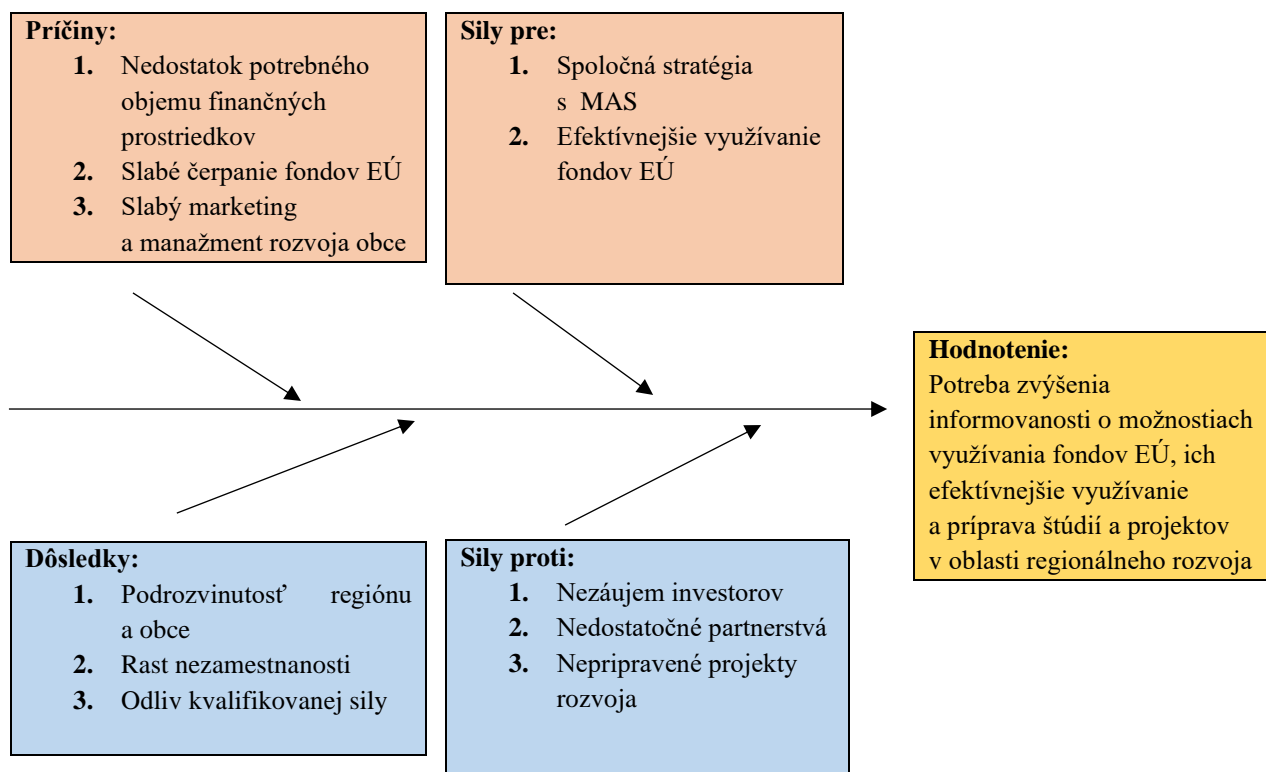 Príčiny:
1. Nedostatok potrebného
objemu finančných
prostriedkov
2. Slabé čerpanie fondov EÚ
3. Slabý marketing
a manažment rozvoja obce
Sily pre:
1. Spoločná stratégia
s MAS
2. Efektívnejšie využívanie
fondov EÚ
Hodnotenie:
Potreba zvýšenia
informovanosti o možnostiach
využívania fondov EÚ, ich
efektívnejšie využívanie
a príprava štúdií a projektov
v oblasti regionálneho rozvoja
Dôsledky:
1. Podrozvinutosť regiónu
a obce
2. Rast nezamestnanosti
3. Odliv kvalifikovanej sily
Sily proti:
1. Nezáujem investorov
2. Nedostatočné partnerstvá
3. Nepripravené projekty
rozvoja